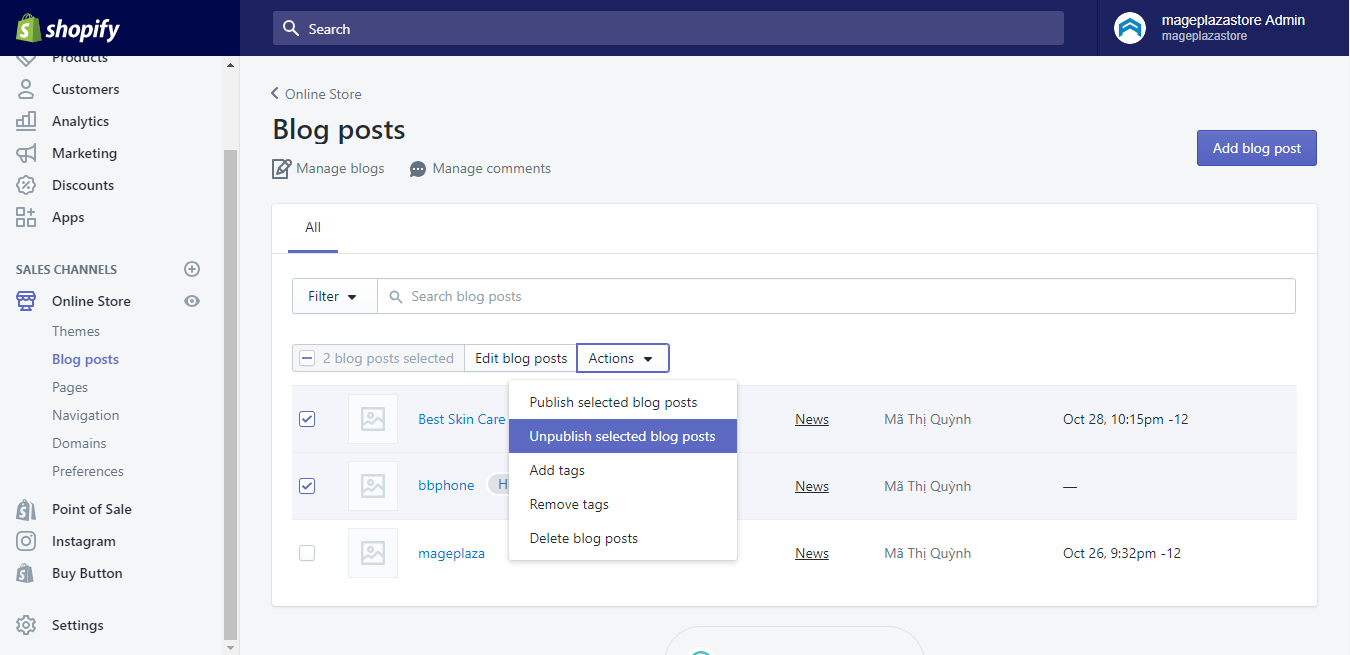 shopify
Search
mageplazastore Admin
mageplazastore
Products
Customers
Analytics
Marketing
Discounts
Apps
SALES CHANNELS
Online Store
Themes
Blog posts
Pages
Navigation
Domains
Preferences
Point of Sale
Instagram
Buy Button
Settings
Online Store
Blog posts
Manage blogs Manage comments
Add blog post
All
Filter Search blog posts
2 blog posts selected Edit blog posts Actions
Publish selected blog posts
Unpublish selected blog posts
Add tags
Remove tags
Delete blog posts
Best Skin Care News Mã Thị Quỳnh Oct 28, 10:15pm -12
bbphone H News Mã Thị Quỳnh —
mageplaza News Mã Thị Quỳnh Oct 26, 9:32pm -12